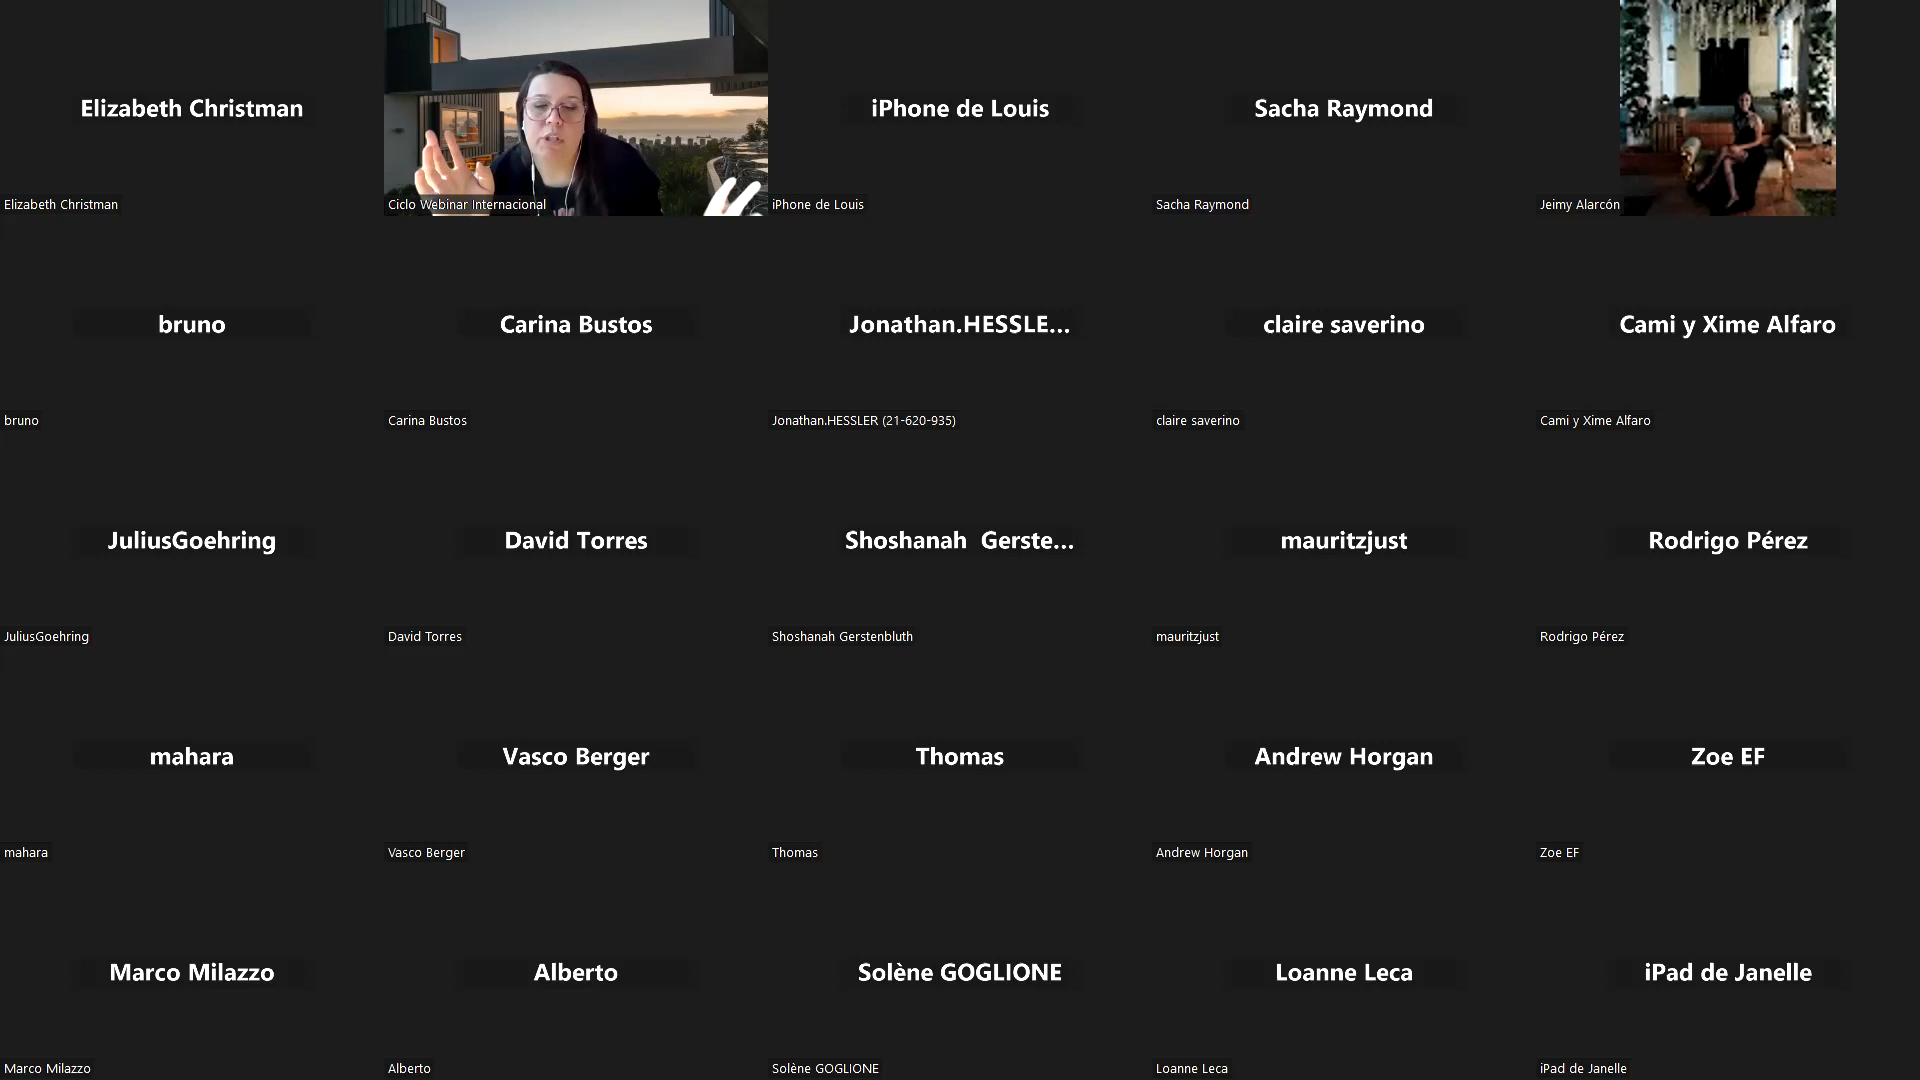 Elizabeth Christman
iPhone de Louis
Sacha Raymond
Elizabeth Christman
Ciclo Webinar Internacional
iPhone de Louis
Sacha Raymond
Jeimy Alarcón
bruno
Carina Bustos
Jonathan.HESSLE...
claire saverino
Cami y Xime Alfaro
bruno
Carina Bustos
Jonathan.HESSLER (21-620-935)
claire saverino
Cami y Xime Alfaro
JuliusGoehring
David Torres
Shoshanah Gerste...
mauritzjust
Rodrigo Pérez
JuliusGoehring
David Torres
Shoshanah Gerstenbluth
mauritzjust
Rodrigo Pérez
mahara
Vasco Berger
Thomas
Andrew Horgan
Zoe EF
mahara
Vasco Berger
Thomas
Andrew Horgan
Zoe EF
Marco Milazzo
Alberto
Solène GOGLIONE
Loanne Leca
iPad de Janelle
Marco Milazzo
Alberto
Solène GOGLIONE
Loanne Leca
iPad de Janelle